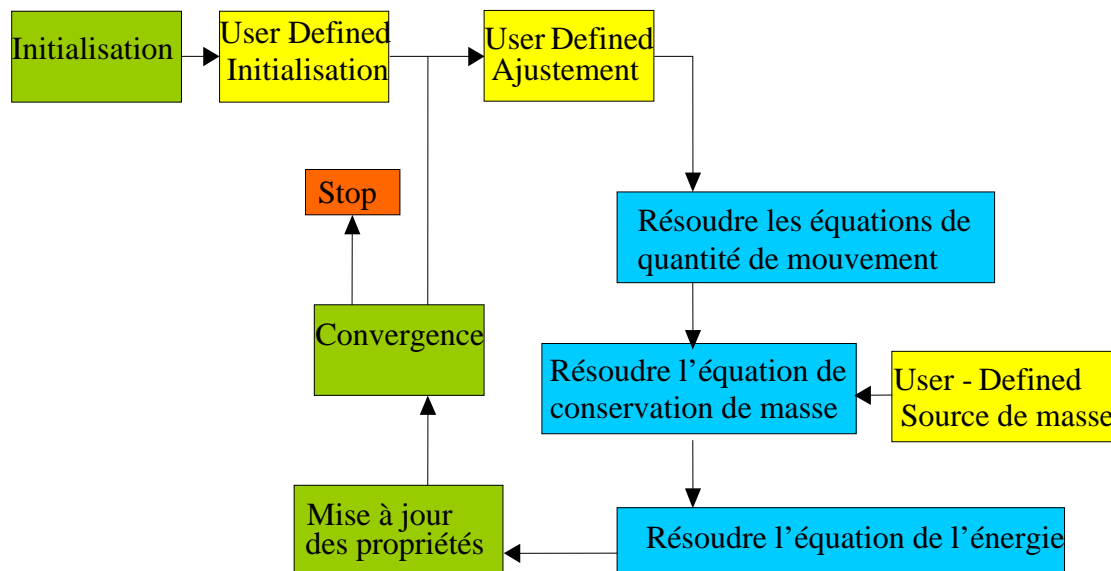 Initialisation
User Defined
Initialisation
User Defined
Ajustement
Stop
Résoudre les équations de
quantité de mouvement
Convergence
Résoudre l’équation de
conservation de masse
User - Defined
Source de masse
Mise à jour
des propriétés
Résoudre l’équation de l’énergie